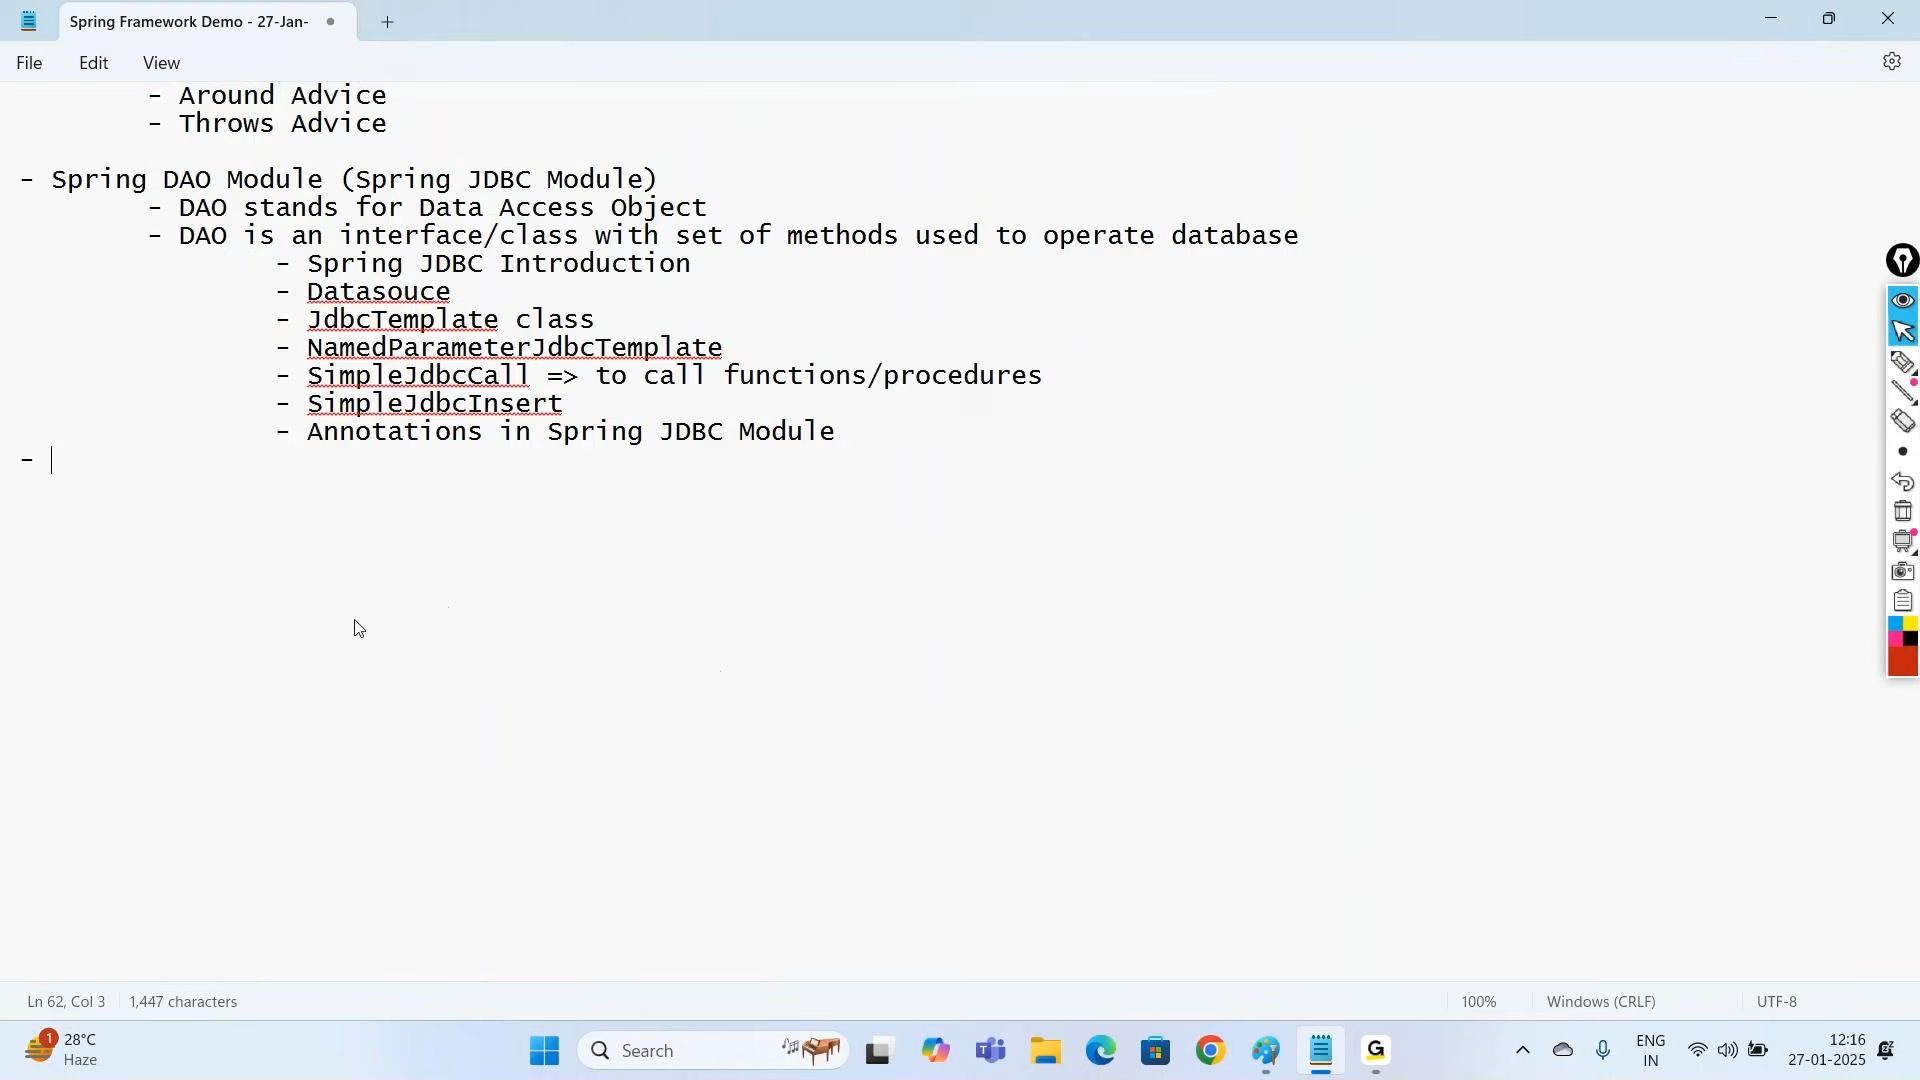 Spring Framework Demo - 27-Jan-
File Edit View
- Around Advice
- Throws Advice
- Spring DAO Module (Spring JDBC Module)
- DAO stands for Data Access Object
- DAO is an interface/class with set of methods used to operate database
- Spring JDBC Introduction
- Datasouce
- JdbcTemplate class
- NamedParameterJdbcTemplate
- SimpleJdbcCall => to call functions/procedures
- SimpleJdbcInsert
- Annotations in Spring JDBC Module
-
Ln 62, Col 3 1,447 characters 100% Windows (CRLF) UTF-8
1 28°C
Haze
Search
ENG
IN
12:16
27-01-2025